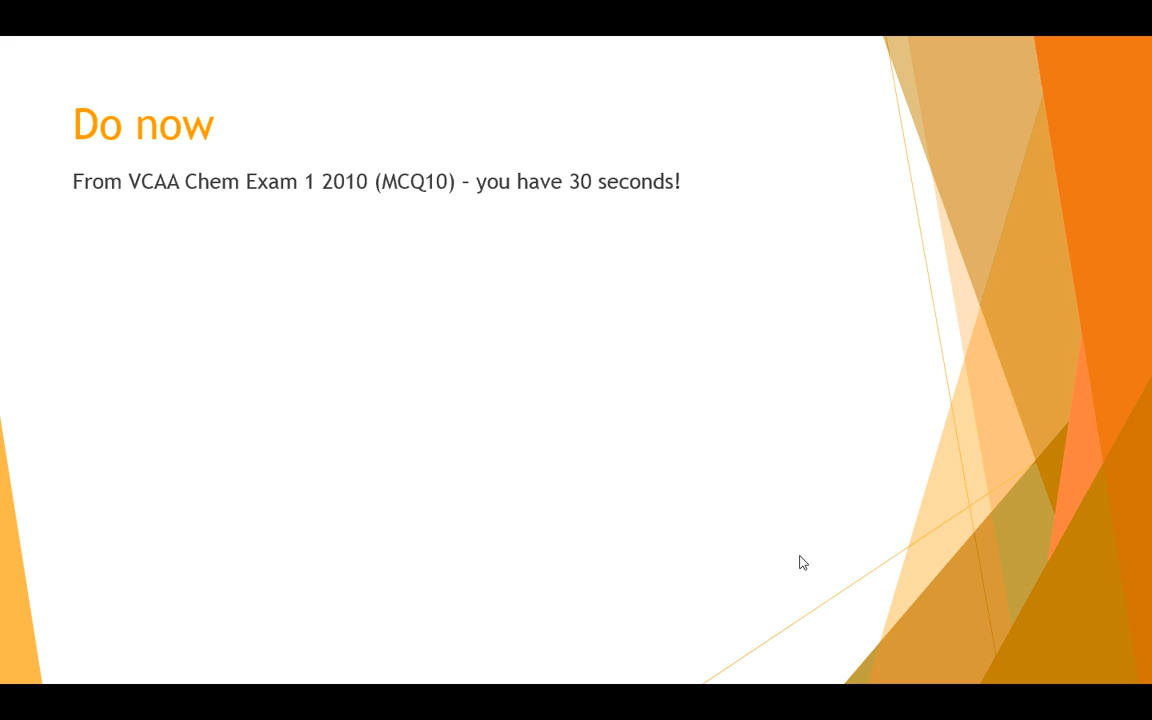 Do now
From VCAA Chem Exam 1 2010 (MCQ10) – you have 30 seconds!